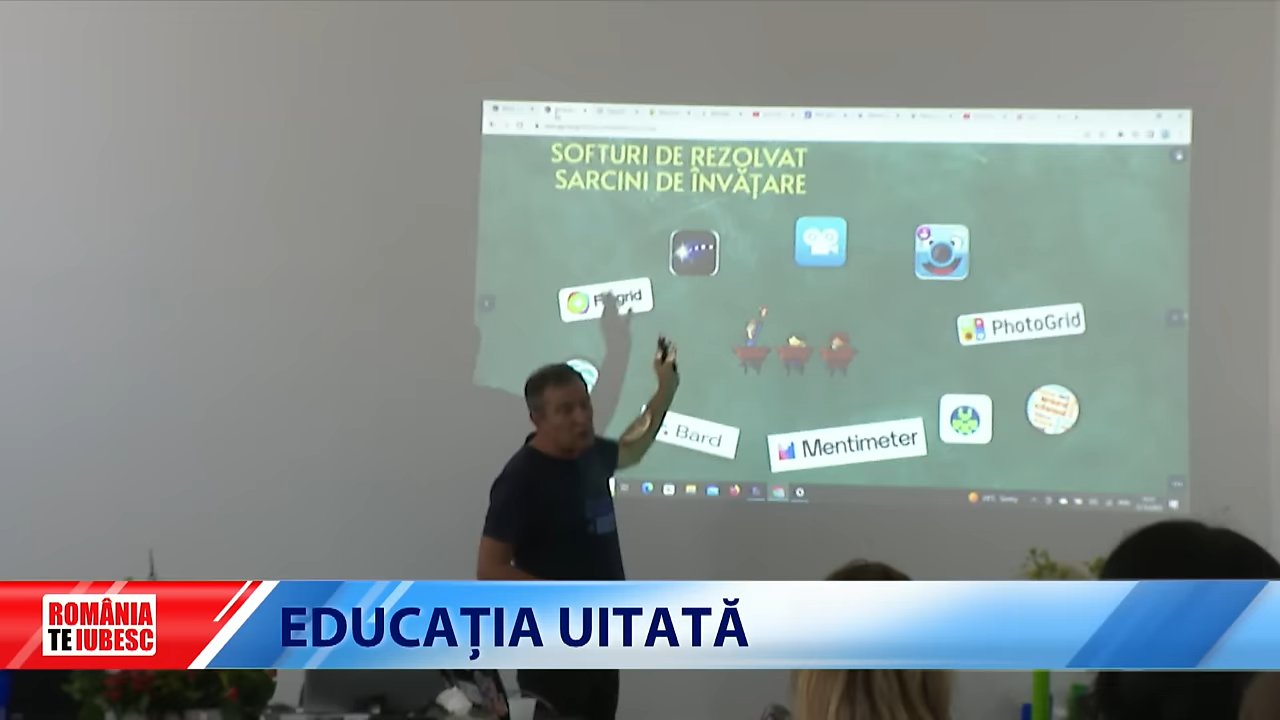 SOFTURI DE REZOLVAT
SARCINI DE ÎNVĂȚARE
PhotoGrid
Bard
Mentimeter
ROMÂNIA
TE IUBESC
EDUCAȚIA UITATĂ